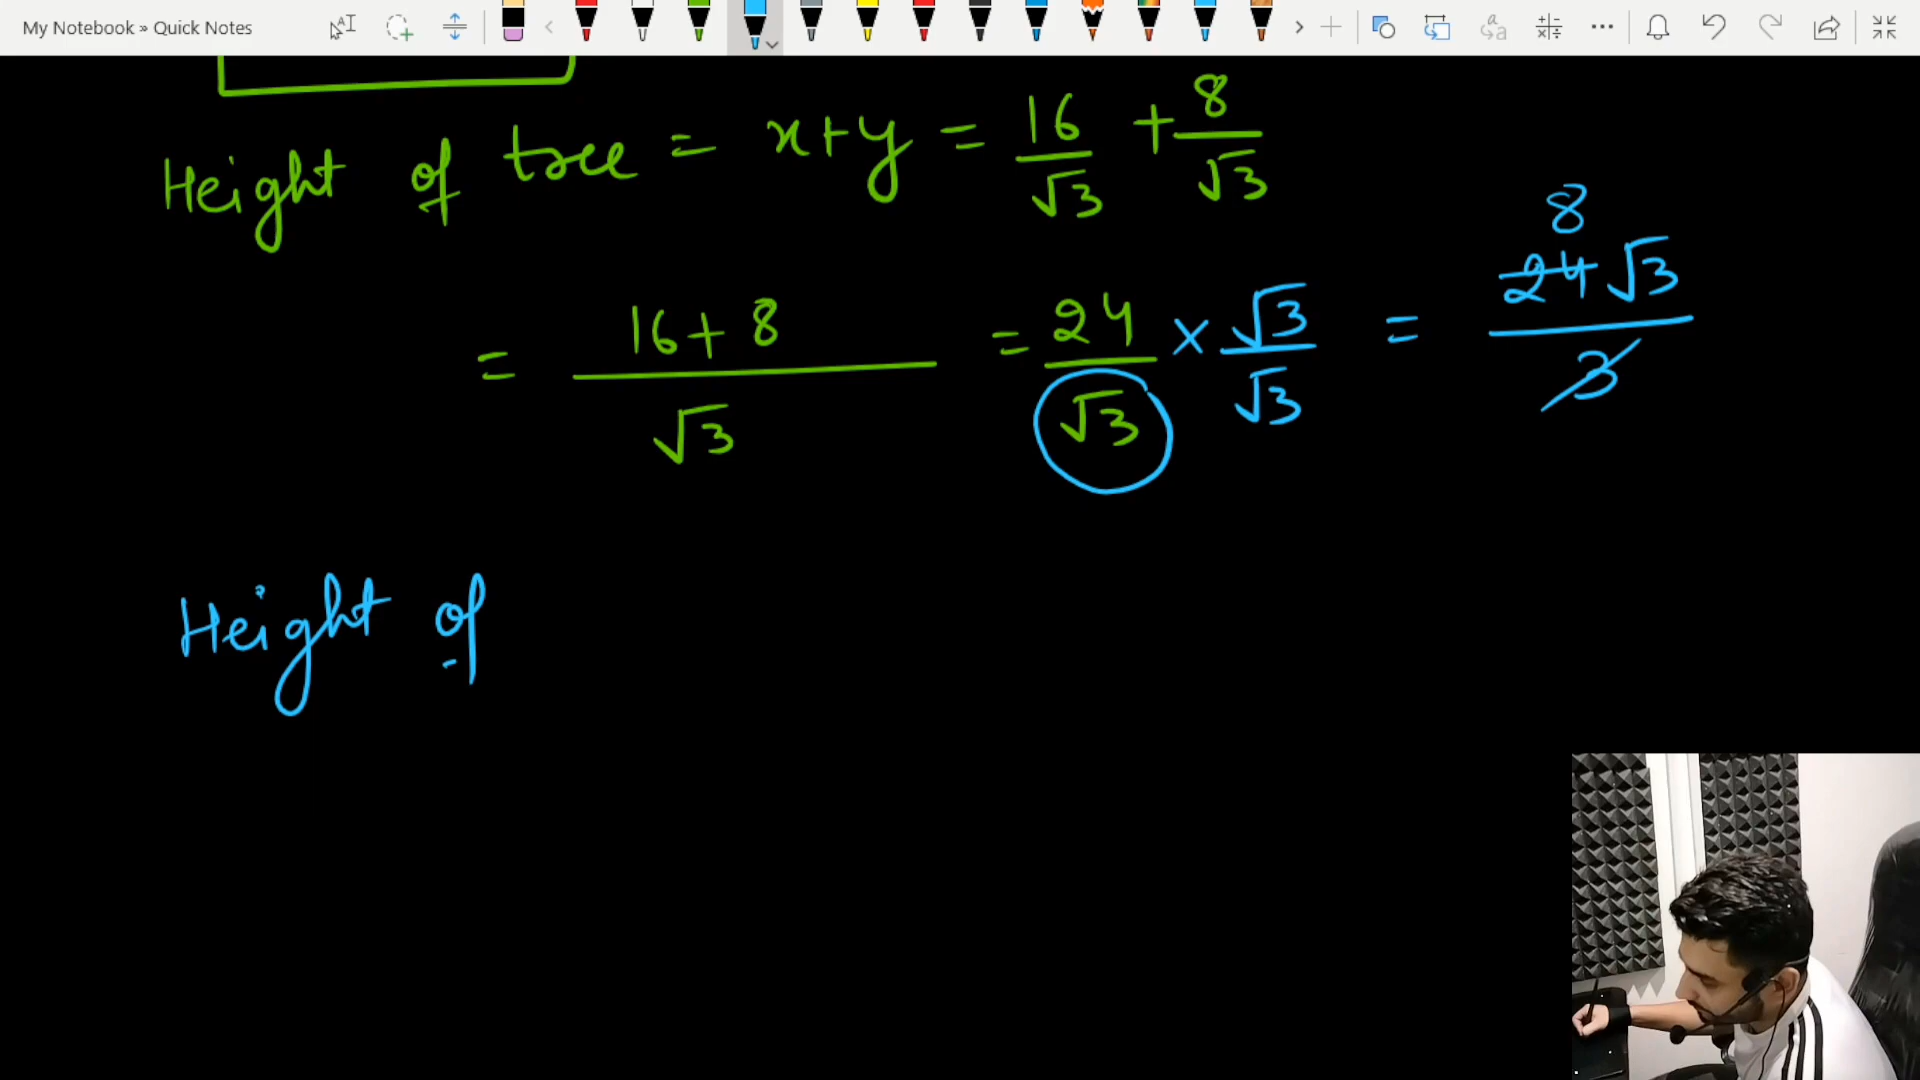 My Notebook » Quick Notes
Height of tree = x+y = 16/√3 + 8/√3
= 16+8/√3 = 24/√3 × √3/√3 = 8 24√3/3
Height of